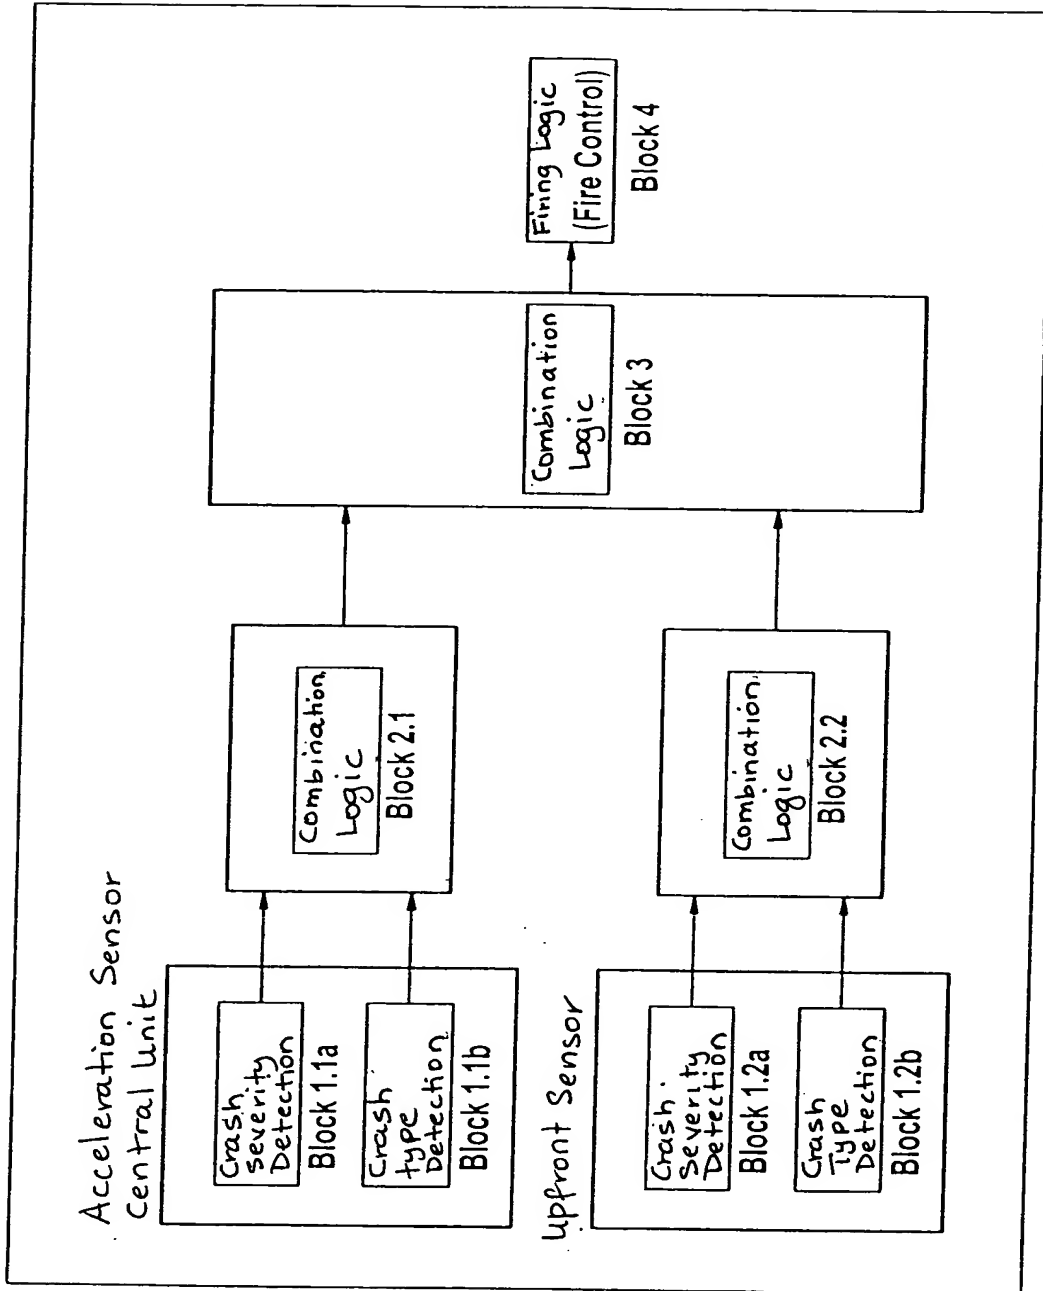 Acceleration Sensor
Central Unit
Crash
Severity
Detection
Block 1.1a
Crash
type
Detection
Block 1.1b
Combination
Logic
Block 2.1
Upfront Sensor
Crash
Severity
Detection
Block 1.2a
Crash
Type
Detection
Block 1.2b
Combination
Logic
Block 2.2
Combination
Logic
Block 3
Firing Logic
(Fire Control)
Block 4